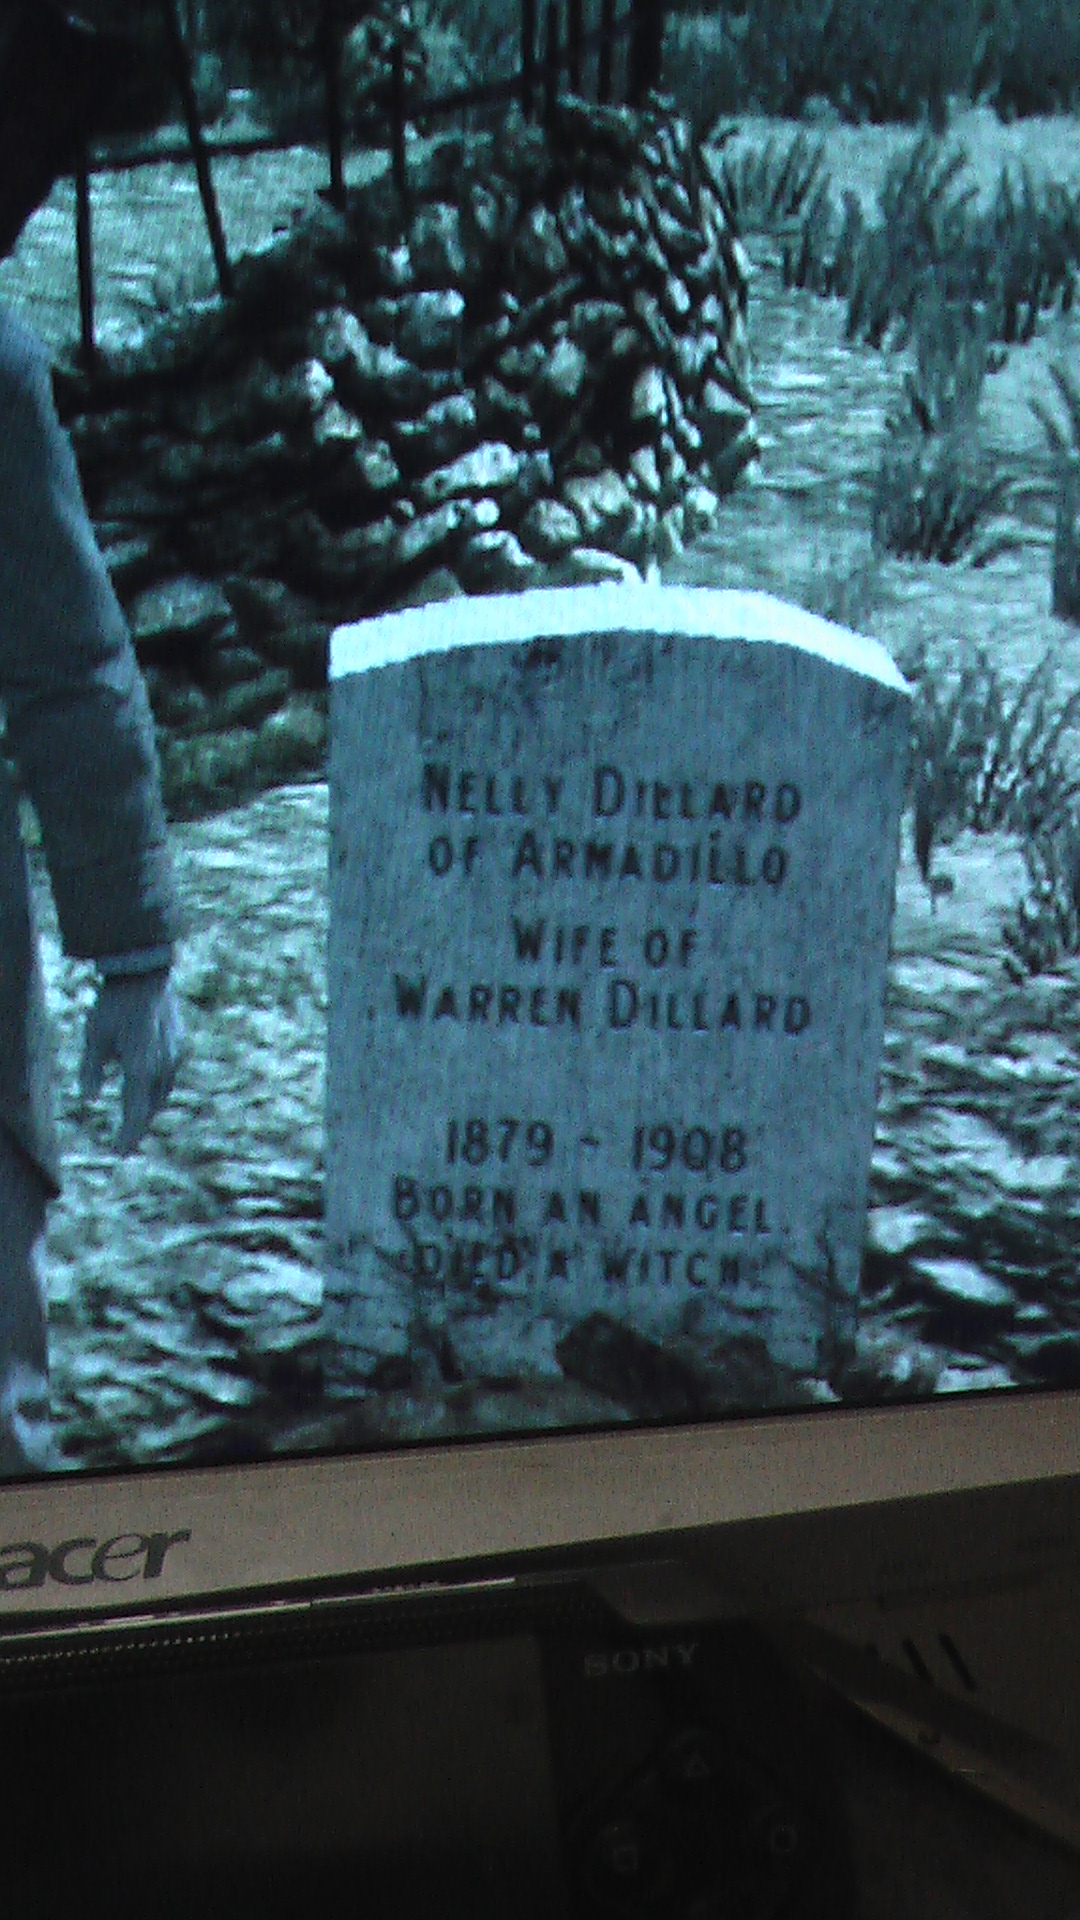 NELLY DILLARD
OF ARMADILLO
WIFE OF
WARREN DILLARD
1879 - 1908
BORN AN ANGEL.
DIED A WITCH.
acer
SONY